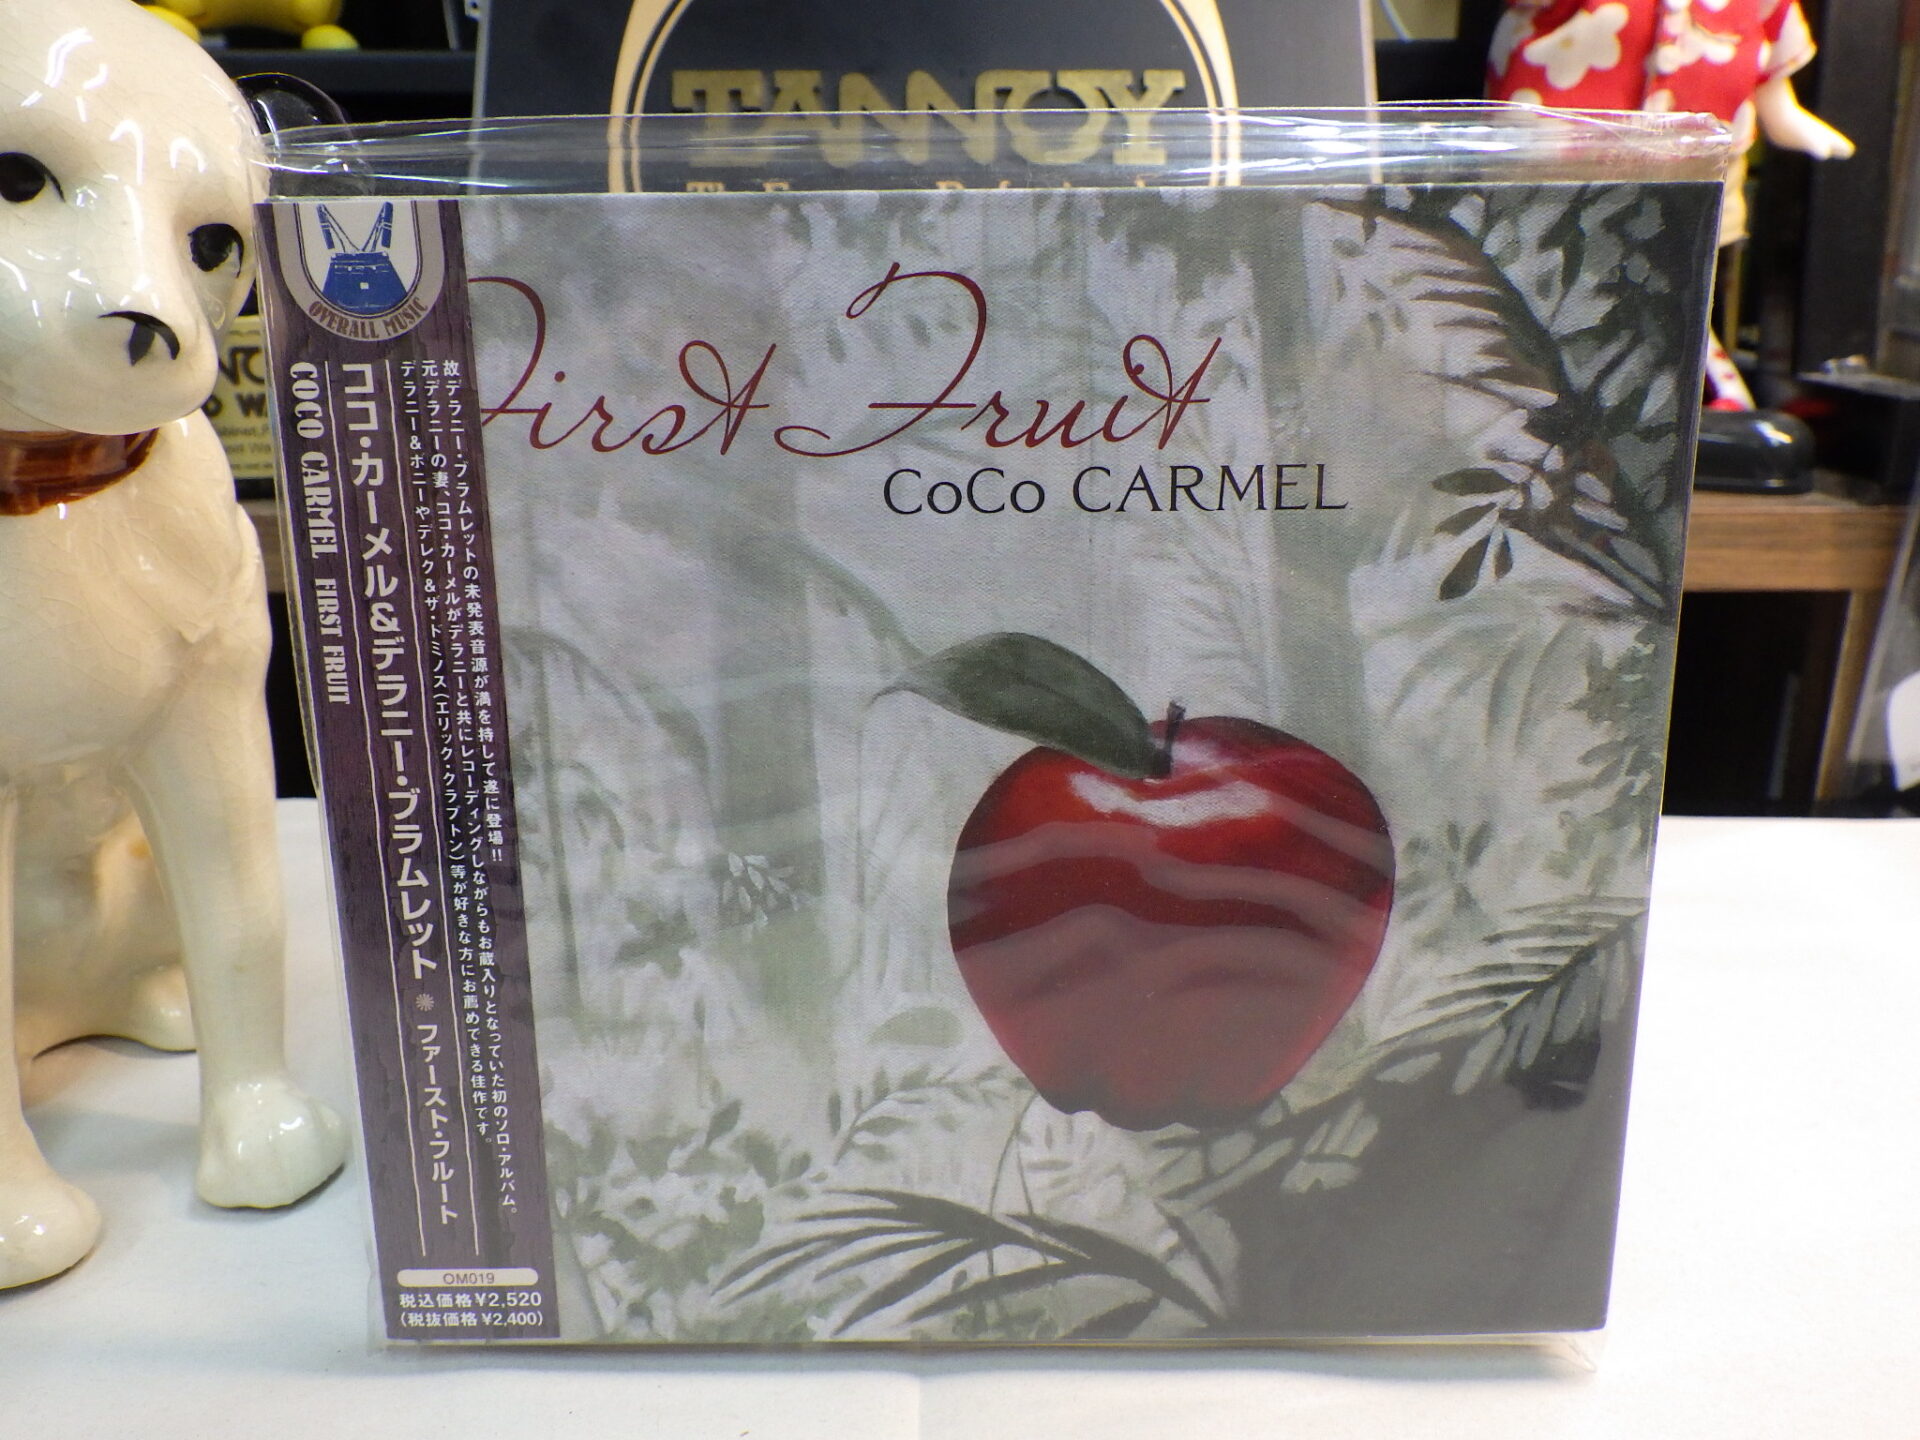 TANNOY
First Fruit
CoCo CARMEL
OVERALL MUSIC
故デラニー・ブラムレットの未発表音源が満を持して遂に登場!!
元デラニーの妻、ココ・カーメルがデラニーと共にレコーディングしながらもお蔵入りとなっていた初のソロ・アルバム。
デラニー&ボニーやデレク&ザ・ドミノス(エリック・クラプトン)等が好きな方にお薦めできる佳作です。
ココ・カーメル&デラニー・ブラムレット ファースト・フルート
COCO CARMEL FIRST FRUIT
OM019
税込価格¥2,520
(税抜価格¥2,400)